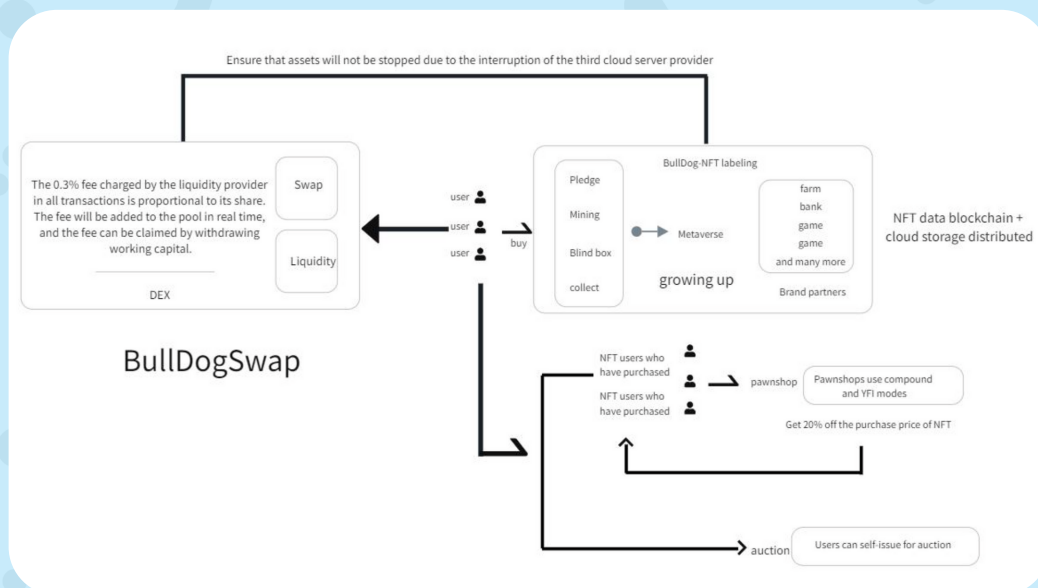 Ensure that assets will not be stopped due to the interruption of the third cloud server provider
The 0.3% fee charged by the liquidity provider
in all transactions is proportional to its share.
The fee will be added to the pool in real time,
and the fee can be claimed by withdrawing
working capital.
DEX
Swap
Liquidity
BullDogSwap
user
user
user
buy
BullDog-NFT labeling
Pledge
Mining
Blind box
collect
Metaverse
growing up
farm
bank
game
game
and many more
Brand partners
NFT data blockchain +
cloud storage distributed
NFT users who
have purchased
NFT users who
have purchased
pawnshop
Pawnshops use compound
and YFI modes
Get 20% off the purchase price of NFT
auction
Users can self-issue for auction